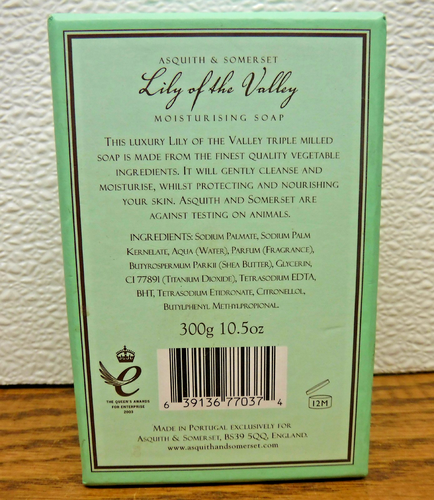 ASQUITH & SOMERSET
Lily of the Valley
MOISTURISING SOAP
THIS LUXURY LILY OF THE VALLEY TRIPLE MILLED
SOAP IS MADE FROM THE FINEST QUALITY VEGETABLE
INGREDIENTS. IT WILL GENTLY CLEANSE AND
MOISTURISE, WHILST PROTECTING AND NOURISHING
YOUR SKIN. ASQUITH AND SOMERSET ARE
AGAINST TESTING ON ANIMALS.
INGREDIENTS: SODIUM PALMATE, SODIUM PALM
KERNELATE, AQUA (WATER), PARFUM (FRAGRANCE),
BUTYROSPERMUM PARKII (SHEA BUTTER), GLYCERIN,
CI 77891 (TITANIUM DIOXIDE), TETRASODIUM EDTA,
BHT, TETRASODIUM ETIDRONATE, CITRONELLOL,
BUTYLPHENYL METHYLPROPIONAL.
300g 10.5oz
e
THE QUEEN'S AWARDS
FOR ENTERPRISE
2005
6 39136 77037 4
12M
MADE IN PORTUGAL EXCLUSIVELY FOR
ASQUITH & SOMERSET, BS39 5QQ, ENGLAND.
www.asquithandsomerset.com